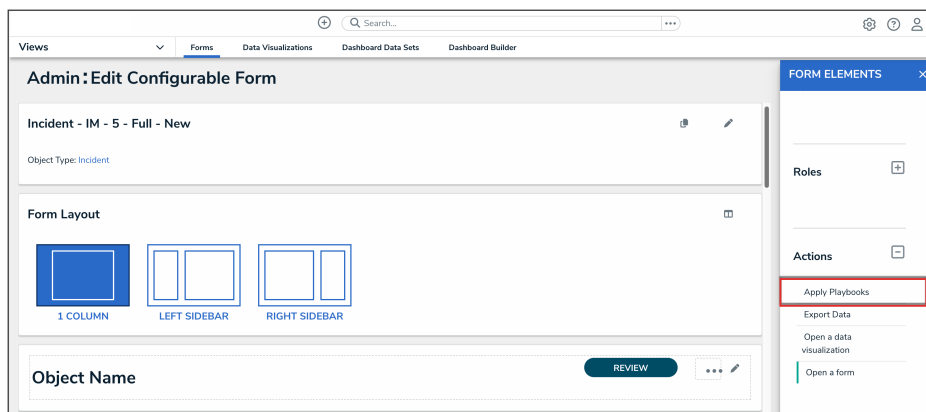 Search...
Views
Forms
Data Visualizations
Dashboard Data Sets
Dashboard Builder
Admin:Edit Configurable Form
FORM ELEMENTS
Incident - IM - 5 - Full - New
Object Type: Incident
Roles
Form Layout
Actions
Apply Playbooks
Export Data
Open a data
visualization
Open a form
1 COLUMN
LEFT SIDEBAR
RIGHT SIDEBAR
Object Name
REVIEW